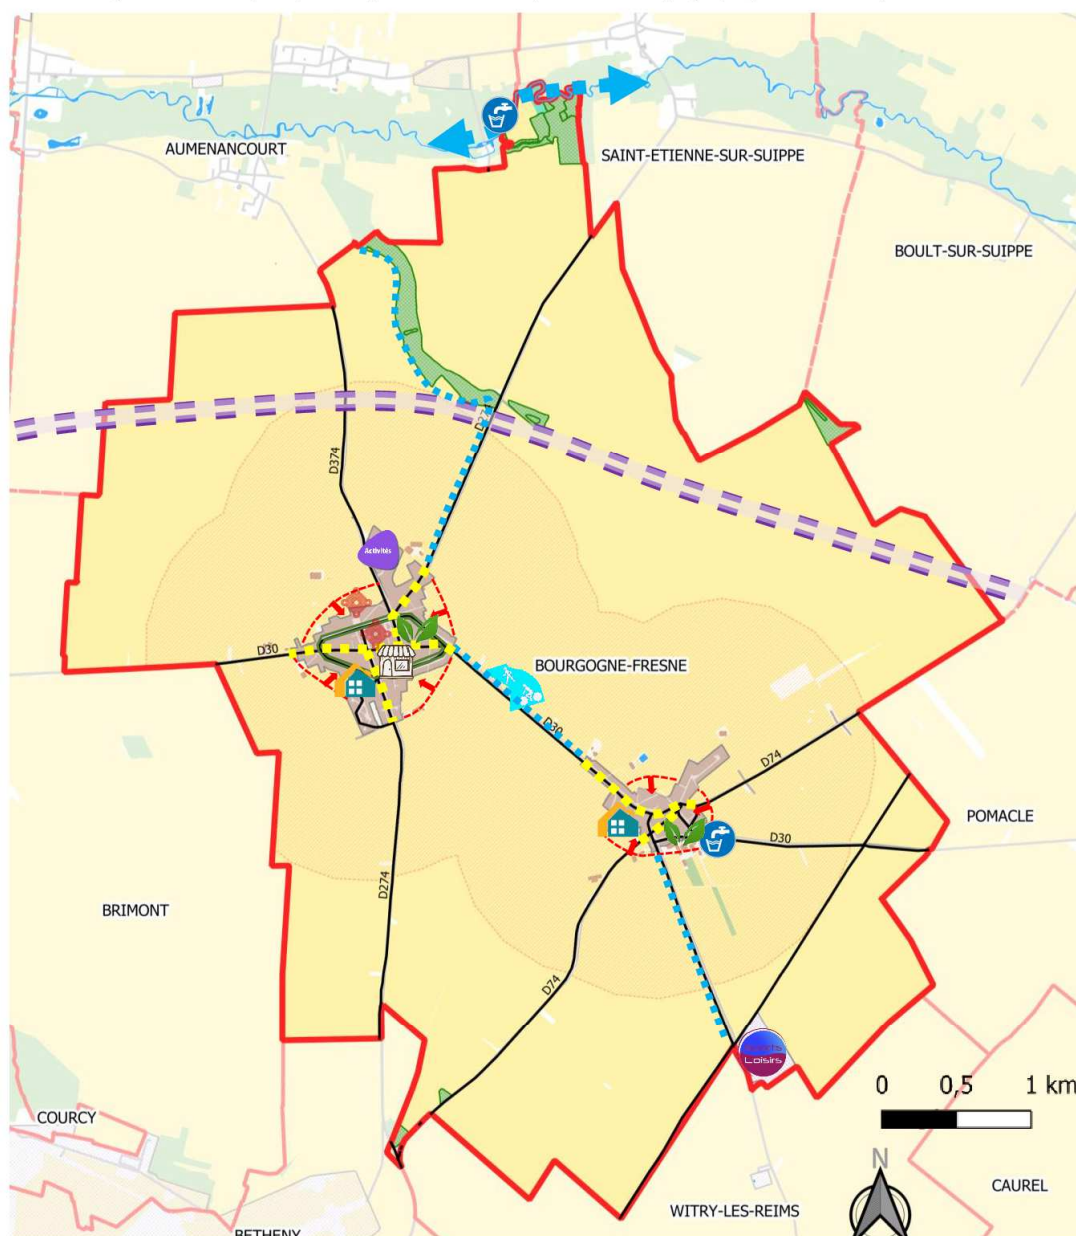 AUMENANCOURT
SAINT-ETIENNE-SUR-SUIPPE
BOULT-SUR-SUIPPE
D374
Activités
D30
BOURGOGNE-FRESNE
D30
D74
POMACLE
D30
D274
BRIMONT
D74
Loisirs
0 0,5 1 km
COURCY
N
CAUREL
WITRY-LES-REIMS
BETHENY